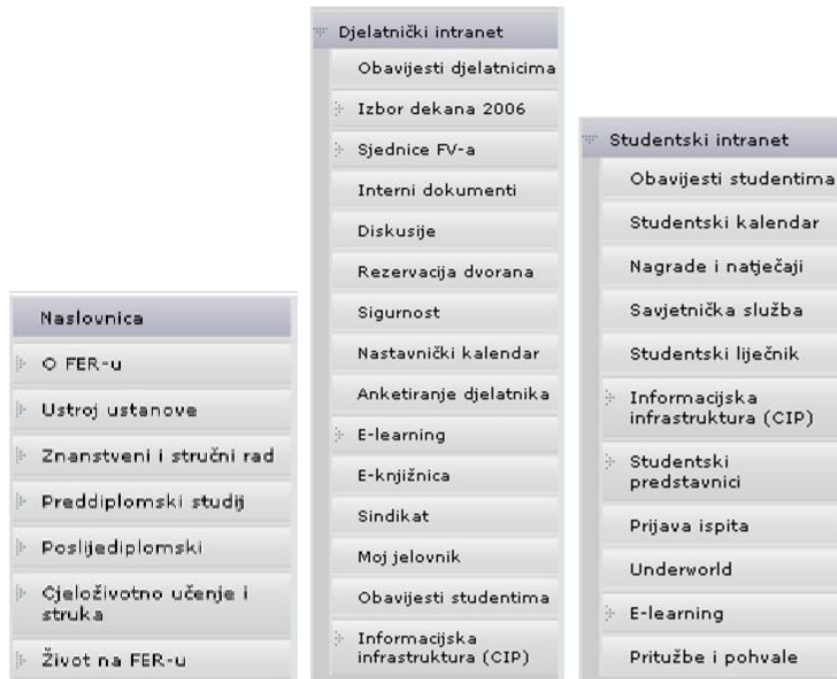 Naslovnica
O FER-u
Ustroj ustanove
Znanstveni i stručni rad
Preddiplomski studij
Poslijediplomski
Cjeloživotno učenje i
struka
Život na FER-u
Djelatnički intranet
Obavijesti djelatnicima
Izbor dekana 2006
Sjednice FV-a
Interni dokumenti
Diskusije
Rezervacija dvorana
Sigurnost
Nastavnički kalendar
Anketiranje djelatnika
E-learning
E-knjižnica
Sindikat
Moj jelovnik
Obavijesti studentima
Informacijska
infrastruktura (CIP)
Studentski intranet
Obavijesti studentima
Studentski kalendar
Nagrade i natječaji
Savjetnička služba
Studentski liječnik
Informacijska
infrastruktura (CIP)
Studentski
predstavnici
Prijava ispita
Underworld
E-learning
Pritužbe i pohvale